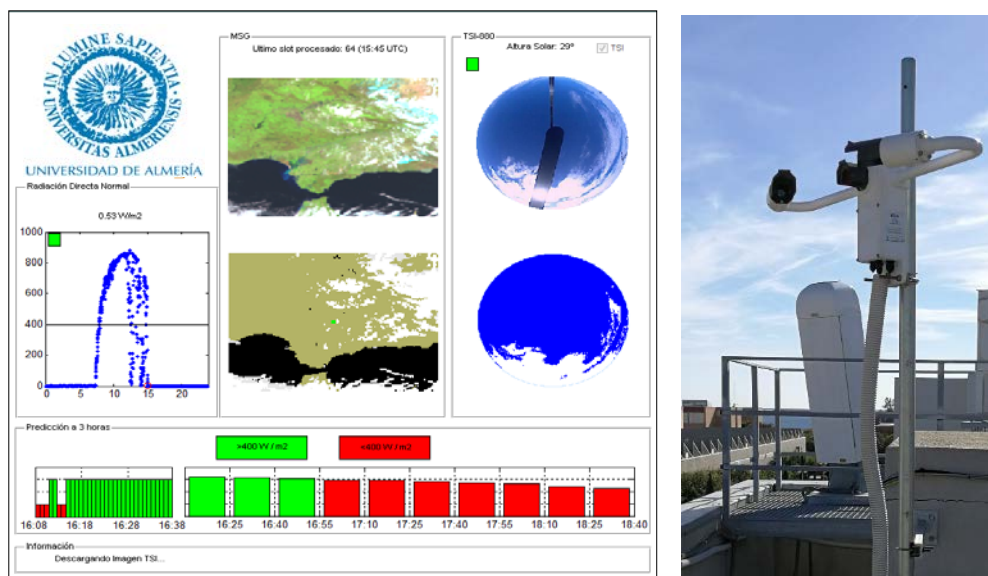 IN LUMINE SAPIENTIA
UNIVERSITAS ALMERIENSIS
UNIVERSIDAD DE ALMERÍA
Radiación Directa Normal
0.53 W/m2
1000
800
600
400
200
0
0 5 10 15 20
MSG
Ultimo slot procesado: 64 (15:45 UTC)
TSI-880
Altura Solar: 29º
TSI
Predicción a 3 horas
>400 W / m2
<400 W / m2
16:08 16:18 16:28 16:38
16:25 16:40 16:55 17:10 17:25 17:40 17:55 18:10 18:25 18:40
Información
Descargando Imagen TSI...